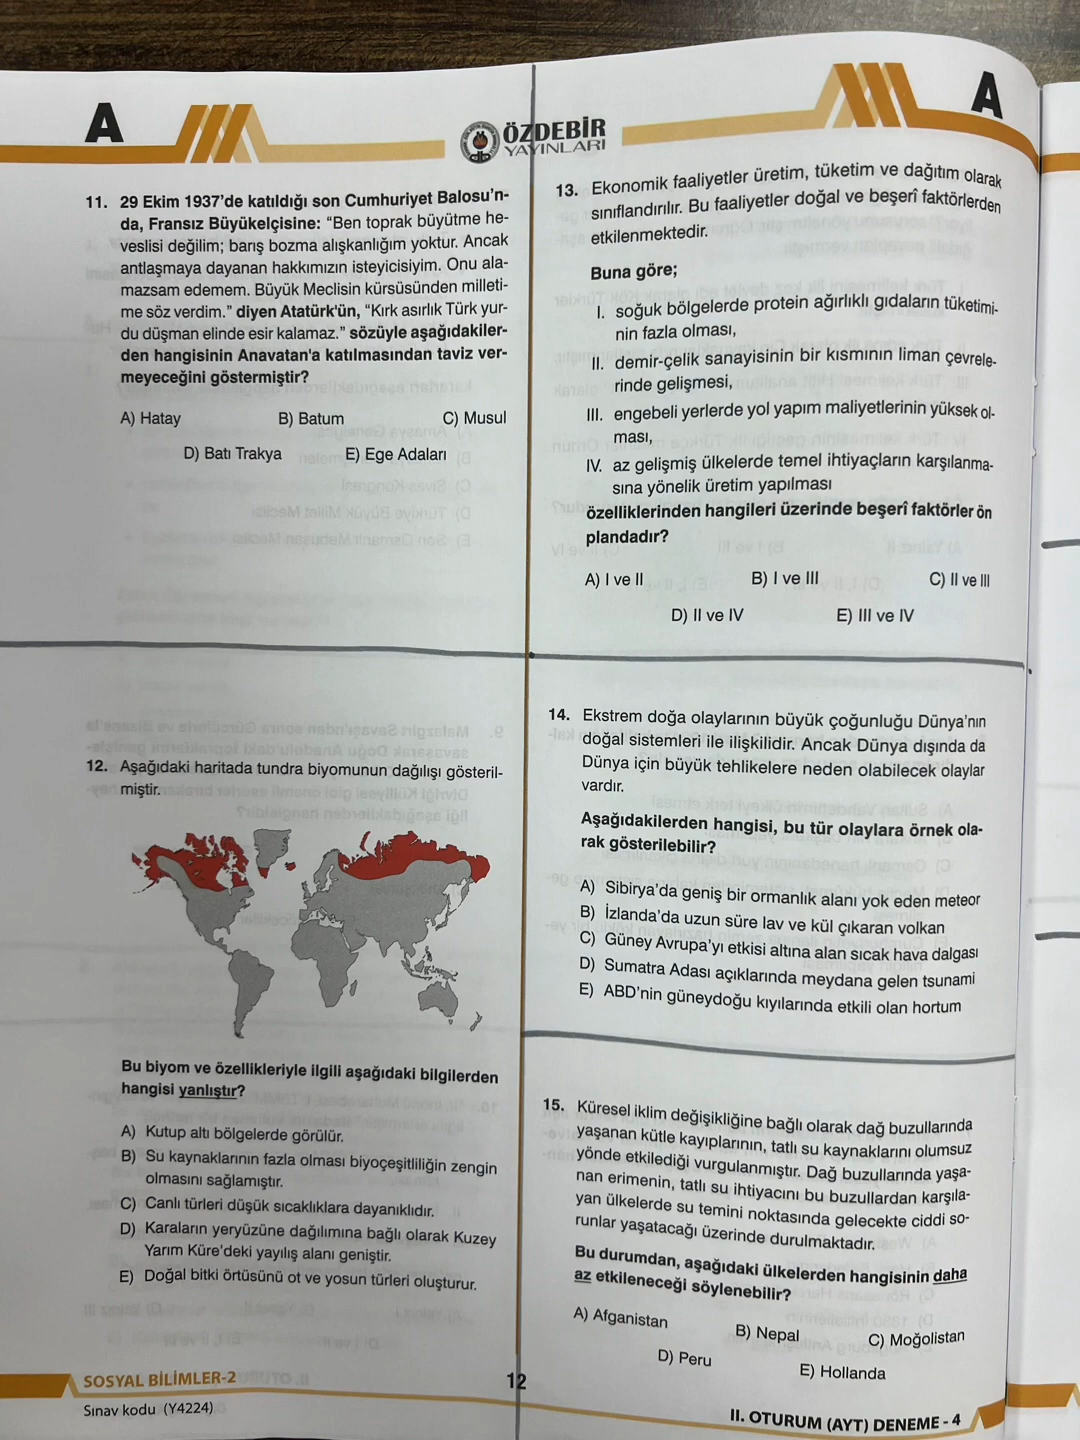 A
ÖZDEBİR
YAYINLARI
A
11. 29 Ekim 1937'de katıldığı son Cumhuriyet Balosu'n-
da, Fransız Büyükelçisine: “Ben toprak büyütme he-
veslisi değilim; barış bozma alışkanlığım yoktur. Ancak
antlaşmaya dayanan hakkımızın isteyicisiyim. Onu ala-
mazsam edemem. Büyük Meclisin kürsüsünden milleti-
me söz verdim.” diyen Atatürk'ün, “Kırk asırlık Türk yur-
du düşman elinde esir kalamaz.” sözüyle aşağıdakiler-
den hangisinin Anavatan'a katılmasından taviz ver-
meyeceğini göstermiştir?
A) Hatay B) Batum C) Musul
D) Batı Trakya E) Ege Adaları
12. Aşağıdaki haritada tundra biyomunun dağılışı gösteril-
miştir.
Bu biyom ve özellikleriyle ilgili aşağıdaki bilgilerden
hangisi yanlıştır?
A) Kutup altı bölgelerde görülür.
B) Su kaynaklarının fazla olması biyoçeşitliliğin zengin
olmasını sağlamıştır.
C) Canlı türleri düşük sıcaklıklara dayanıklıdır.
D) Karaların yeryüzüne dağılımına bağlı olarak Kuzey
Yarım Küre'deki yayılış alanı geniştir.
E) Doğal bitki örtüsünü ot ve yosun türleri oluşturur.
13. Ekonomik faaliyetler üretim, tüketim ve dağıtım olarak
sınıflandırılır. Bu faaliyetler doğal ve beşerî faktörlerden
etkilenmektedir.
Buna göre;
I. soğuk bölgelerde protein ağırlıklı gıdaların tüketimi-
nin fazla olması,
II. demir-çelik sanayisinin bir kısmının liman çevrele-
rinde gelişmesi,
III. engebeli yerlerde yol yapım maliyetlerinin yüksek ol-
ması,
IV. az gelişmiş ülkelerde temel ihtiyaçların karşılanma-
sına yönelik üretim yapılması
özelliklerinden hangileri üzerinde beşerî faktörler ön
plandadır?
A) I ve II B) I ve III C) II ve III
D) II ve IV E) III ve IV
14. Ekstrem doğa olaylarının büyük çoğunluğu Dünya'nın
doğal sistemleri ile ilişkilidir. Ancak Dünya dışında da
Dünya için büyük tehlikelere neden olabilecek olaylar
vardır.
Aşağıdakilerden hangisi, bu tür olaylara örnek ola-
rak gösterilebilir?
A) Sibirya'da geniş bir ormanlık alanı yok eden meteor
B) İzlanda'da uzun süre lav ve kül çıkaran volkan
C) Güney Avrupa'yı etkisi altına alan sıcak hava dalgası
D) Sumatra Adası açıklarında meydana gelen tsunami
E) ABD'nin güneydoğu kıyılarında etkili olan hortum
15. Küresel iklim değişikliğine bağlı olarak dağ buzullarında
yaşanan kütle kayıplarının, tatlı su kaynaklarını olumsuz
yönde etkilediği vurgulanmıştır. Dağ buzullarında yaşa-
nan erimenin, tatlı su ihtiyacını bu buzullardan karşıla-
yan ülkelerde su temini noktasında gelecekte ciddi so-
runlar yaşatacağı üzerinde durulmaktadır.
Bu durumdan, aşağıdaki ülkelerden hangisinin daha
az etkileneceği söylenebilir?
A) Afganistan B) Nepal C) Moğolistan
D) Peru E) Hollanda
SOSYAL BİLİMLER-2
Sınav kodu (Y4224)
12
II. OTURUM (AYT) DENEME - 4